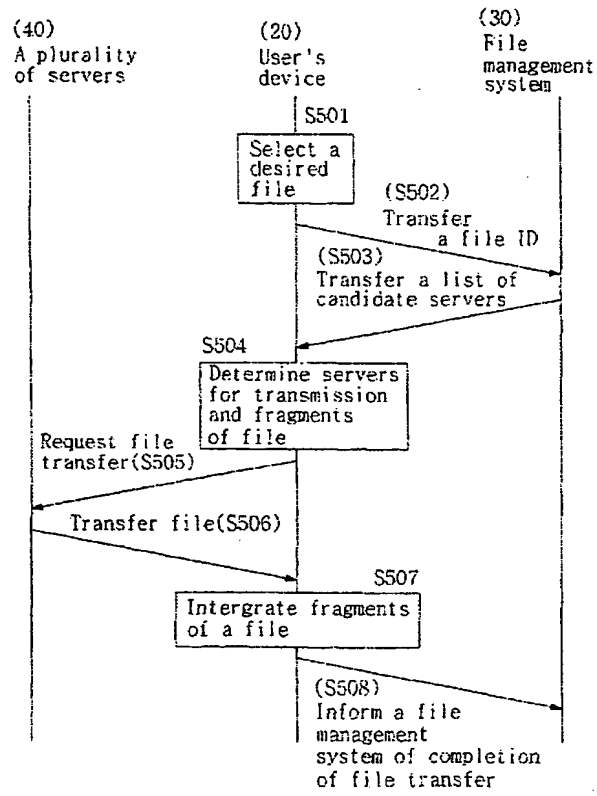 (40)
A plurality
of servers
(20)
User's
device
(30)
File
management
system
S501
Select a
desired
file
(S502)
Transfer
a file ID
(S503)
Transfer a list of
candidate servers
S504
Determine servers
for transmission
and fragments
of file
Request file
transfer(S505)
Transfer file(S506)
S507
Intergrate fragments
of a file
(S508)
Inform a file
management
system of completion
of file transfer